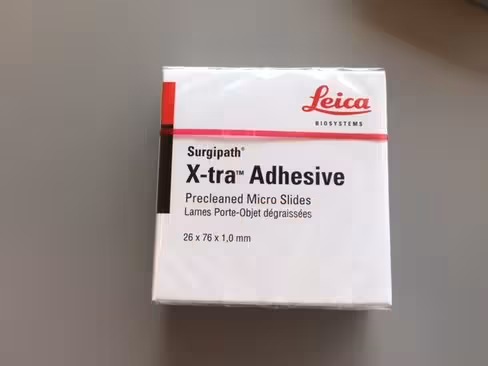 Leica
BIOSYSTEMS
Surgipath®
X-tra™ Adhesive
Precleaned Micro Slides
Lames Porte-Objet dégraissées
26 x 76 x 1,0 mm